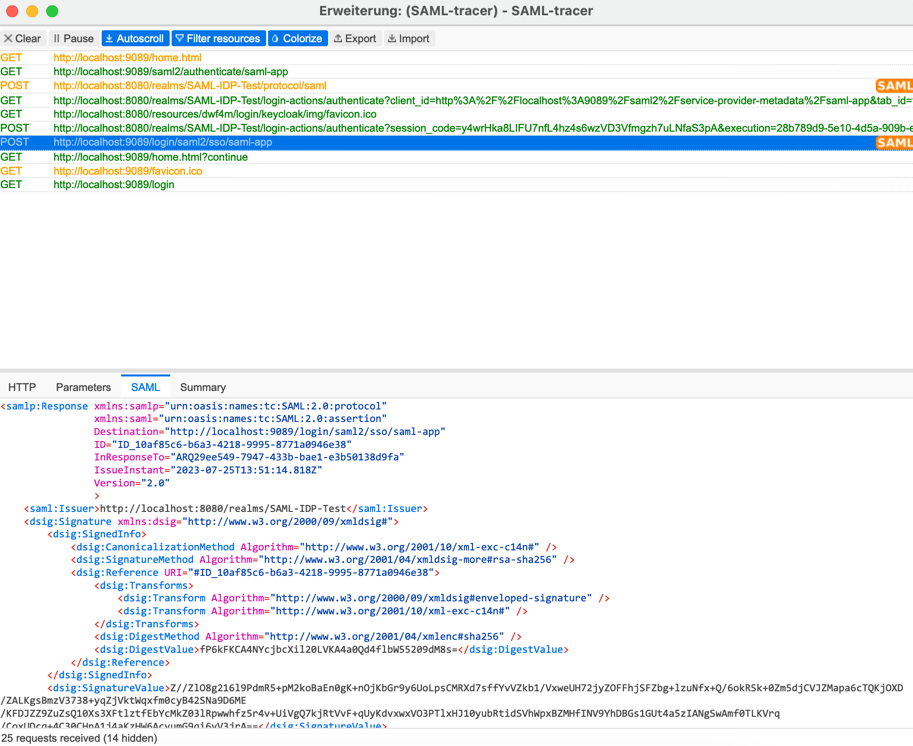 Erweiterung: (SAML-tracer) - SAML-tracer
Clear Pause Autoscroll Filter resources Colorize Export Import
GET http://localhost:9089/home.html
GET http://localhost:9089/saml2/authenticate/saml-app
POST http://localhost:8080/realms/SAML-IDP-Test/protocol/saml SAML
GET http://localhost:8080/realms/SAML-IDP-Test/login-actions/authenticate?client_id=http%3A%2F%2Flocalhost%3A9089%2Fsaml2%2Fservice-provider-metadata%2Fsaml-app&tab_id=
GET http://localhost:8080/resources/dwf4m/login/keycloak/img/favicon.ico
POST http://localhost:8080/realms/SAML-IDP-Test/login-actions/authenticate?session_code=y4wrHka8LIFU7nfL4hz4s6wzVD3Vfmgzh7uLNfaS3pA&execution=28b789d9-5e10-4d5a-909b-e
POST http://localhost:9089/login/saml2/sso/saml-app SAML
GET http://localhost:9089/home.html?continue
GET http://localhost:9089/favicon.ico
GET http://localhost:9089/login
HTTP Parameters SAML Summary
<samlp:Response xmlns:samlp="urn:oasis:names:tc:SAML:2.0:protocol"
xmlns:saml="urn:oasis:names:tc:SAML:2.0:assertion"
Destination="http://localhost:9089/login/saml2/sso/saml-app"
ID="ID_10af85c6-b6a3-4218-9995-8771a0946e38"
InResponseTo="ARQ29ee549-7947-433b-bae1-e3b50138d9fa"
IssueInstant="2023-07-25T13:51:14.818Z"
Version="2.0"
>
<saml:Issuer>http://localhost:8080/realms/SAML-IDP-Test</saml:Issuer>
<dsig:Signature xmlns:dsig="http://www.w3.org/2000/09/xmldsig#">
<dsig:SignedInfo>
<dsig:CanonicalizationMethod Algorithm="http://www.w3.org/2001/10/xml-exc-c14n#" />
<dsig:SignatureMethod Algorithm="http://www.w3.org/2001/04/xmldsig-more#rsa-sha256" />
<dsig:Reference URI="#ID_10af85c6-b6a3-4218-9995-8771a0946e38">
<dsig:Transforms>
<dsig:Transform Algorithm="http://www.w3.org/2000/09/xmldsig#enveloped-signature" />
<dsig:Transform Algorithm="http://www.w3.org/2001/10/xml-exc-c14n#" />
</dsig:Transforms>
<dsig:DigestMethod Algorithm="http://www.w3.org/2001/04/xmlenc#sha256" />
<dsig:DigestValue>fP6kFKCA4NYcjbcXil20LVKA4a0Qd4flbW55209dM8s=</dsig:DigestValue>
</dsig:Reference>
</dsig:SignedInfo>
<dsig:SignatureValue>Z//ZlO8g216l9PdmR5+pM2koBaEn0gK+nOjKbGr9y6UoLpsCMRXd7sffYvVZkb1/VxweUH72jyZOFFhjSFZbg+lzuNfx+Q/6okRSk+0Zm5djCVJZMapa6cTQKjOXD
/ZALKgsBmzV3738+yqZjVktWqxfm0cyB42SNa9D6ME
/KFDJZZ9ZuZsQ10Xs3XFtlztfEbYcMkZ03lRpwwhfz5r4v+UiVgQ7kjRtVvF+qUyKdvxwxVO3PTlxHJ10yubRtidSVhWpxBZMHfINV9YhDBGs1GUt4a5zIANgSwAmf0TLKVrq
25 requests received (14 hidden)